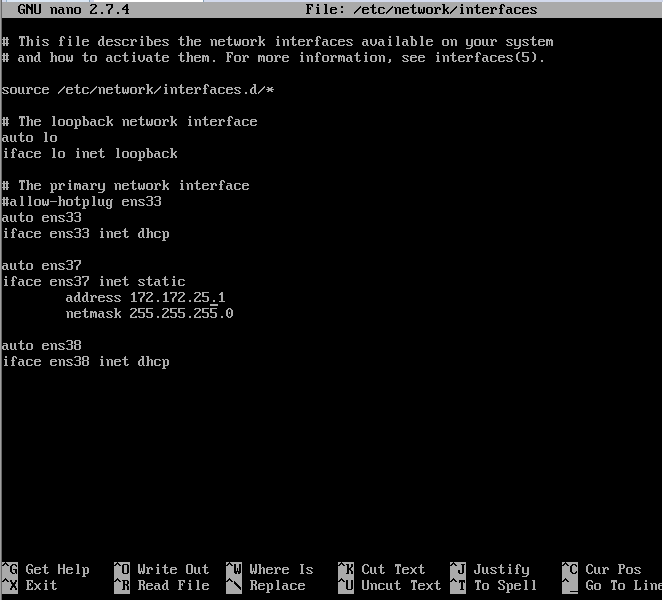 GNU nano 2.7.4 File: /etc/network/interfaces
# This file describes the network interfaces available on your system
# and how to activate them. For more information, see interfaces(5).
source /etc/network/interfaces.d/*
# The loopback network interface
auto lo
iface lo inet loopback
# The primary network interface
#allow-hotplug ens33
auto ens33
iface ens33 inet dhcp
auto ens37
iface ens37 inet static
address 172.172.25.1
netmask 255.255.255.0
auto ens38
iface ens38 inet dhcp
^G Get Help ^O Write Out ^W Where Is ^K Cut Text ^J Justify ^C Cur Pos
^X Exit ^R Read File ^\ Replace ^U Uncut Text ^T To Spell ^_ Go To Line